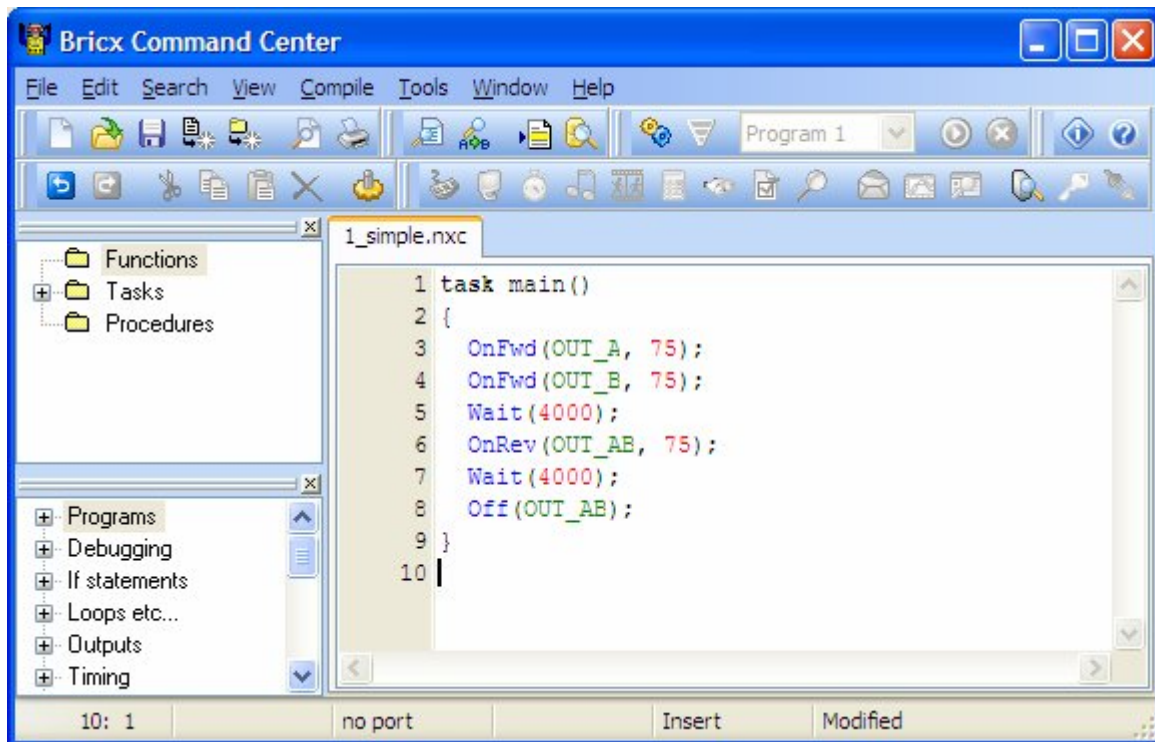 Bricx Command Center
File Edit Search View Compile Tools Window Help
Program 1
Functions
Tasks
Procedures
1_simple.nxc
1 task main()
2 {
3 OnFwd(OUT_A, 75);
4 OnFwd(OUT_B, 75);
5 Wait(4000);
6 OnRev(OUT_AB, 75);
7 Wait(4000);
8 Off(OUT_AB);
9 }
10
Programs
Debugging
If statements
Loops etc...
Outputs
Timing
10: 1 no port Insert Modified